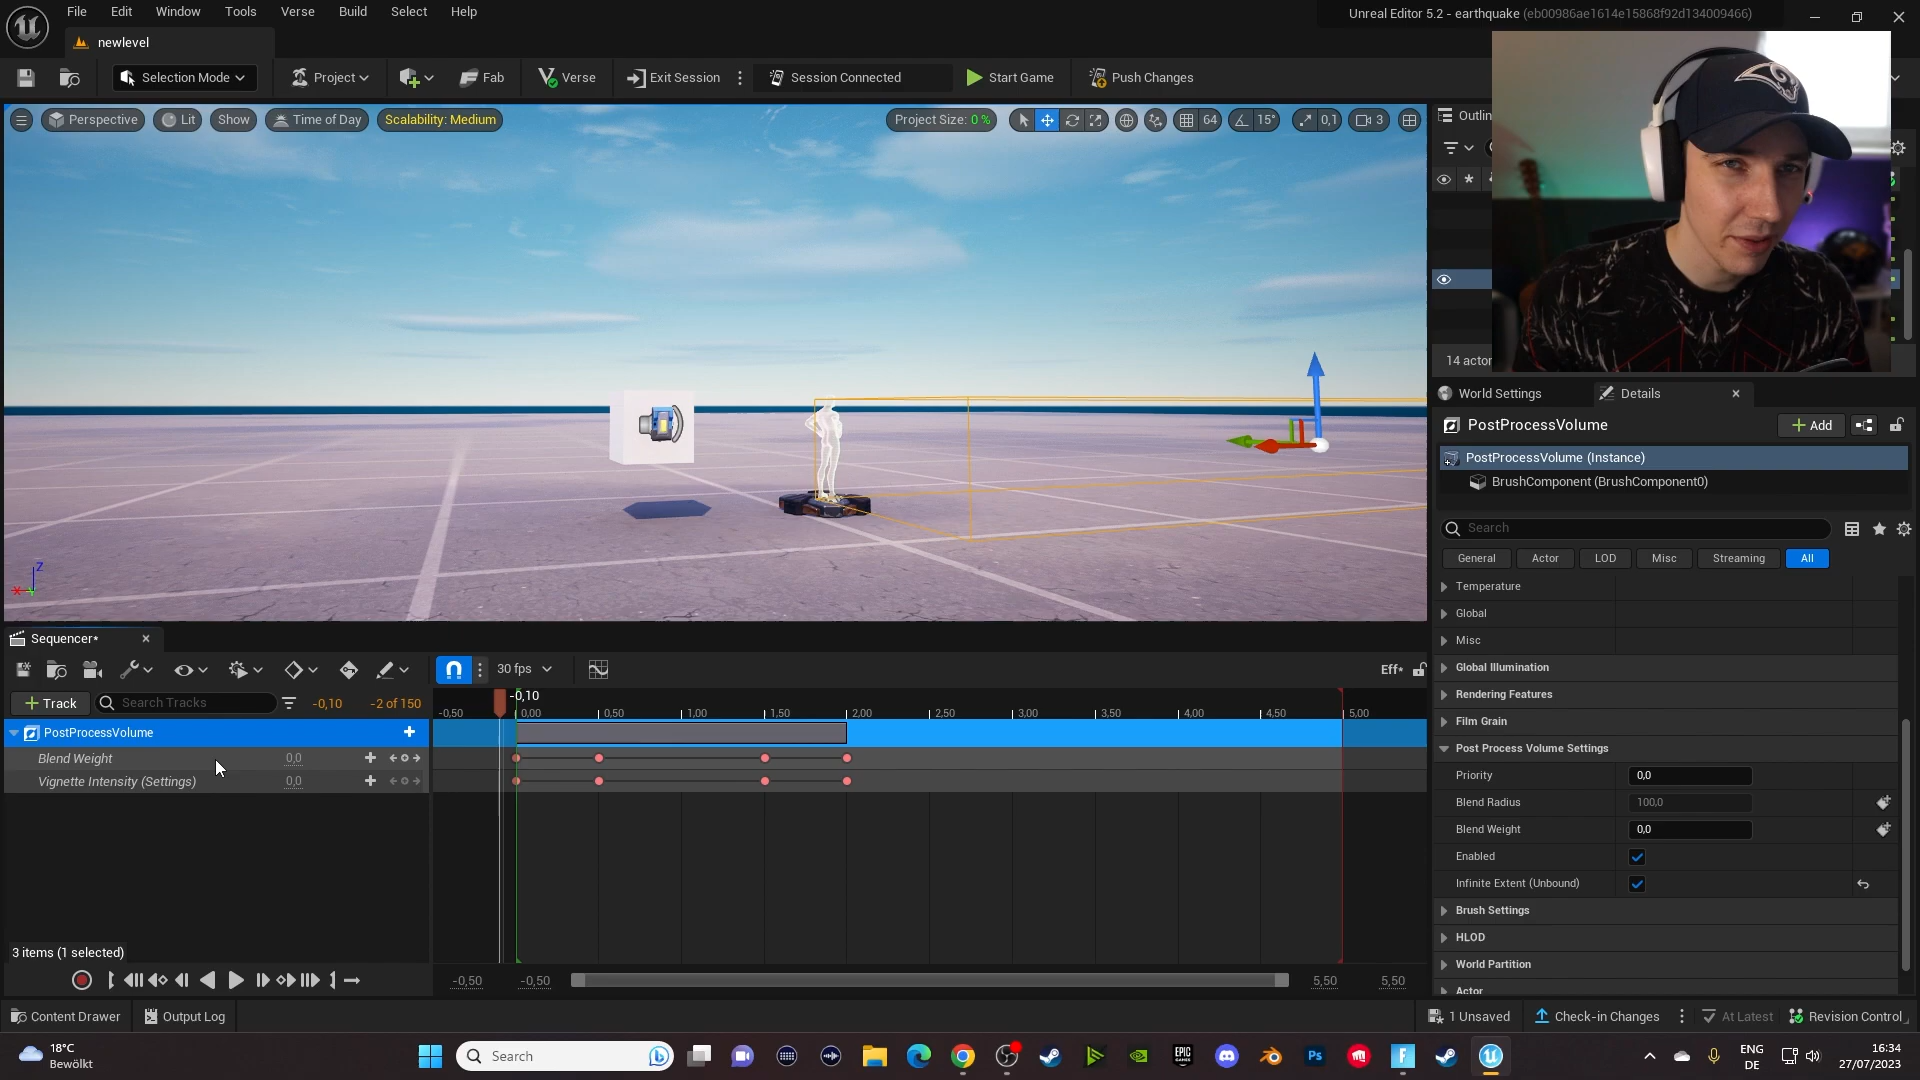 File Edit Window Tools Verse Build Select Help
Unreal Editor 5.2 - earthquake (eb00986ae1614e15868f92d134009466)
newlevel
Selection Mode Project Fab Verse Exit Session Session Connected Start Game Push Changes
Perspective Lit Show Time of Day Scalability: Medium Project Size: 0 % 64 15° 0,1 3
Outlin
14 actor
Z
X
World Settings Details
PostProcessVolume Add
PostProcessVolume (Instance)
BrushComponent (BrushComponent0)
Search
General Actor LOD Misc Streaming All
Temperature
Global
Misc
Global Illumination
Rendering Features
Film Grain
Post Process Volume Settings
Priority 0,0
Blend Radius 100,0
Blend Weight 0,0
Enabled
Infinite Extent (Unbound)
Brush Settings
HLOD
World Partition
Actor
Sequencer*
30 fps Eff*
Track Search Tracks -0,10 -2 of 150
-0,10
-0,50 0,00 0,50 1,00 1,50 2,00 2,50 3,00 3,50 4,00 4,50 5,00
PostProcessVolume
Blend Weight 0,0
Vignette Intensity (Settings) 0,0
3 items (1 selected)
-0,50 -0,50 5,50 5,50
Content Drawer Output Log 1 Unsaved Check-in Changes At Latest Revision Control
18°C
Bewölkt
Search
EPIC
Ps
ENG
DE
16:34
27/07/2023